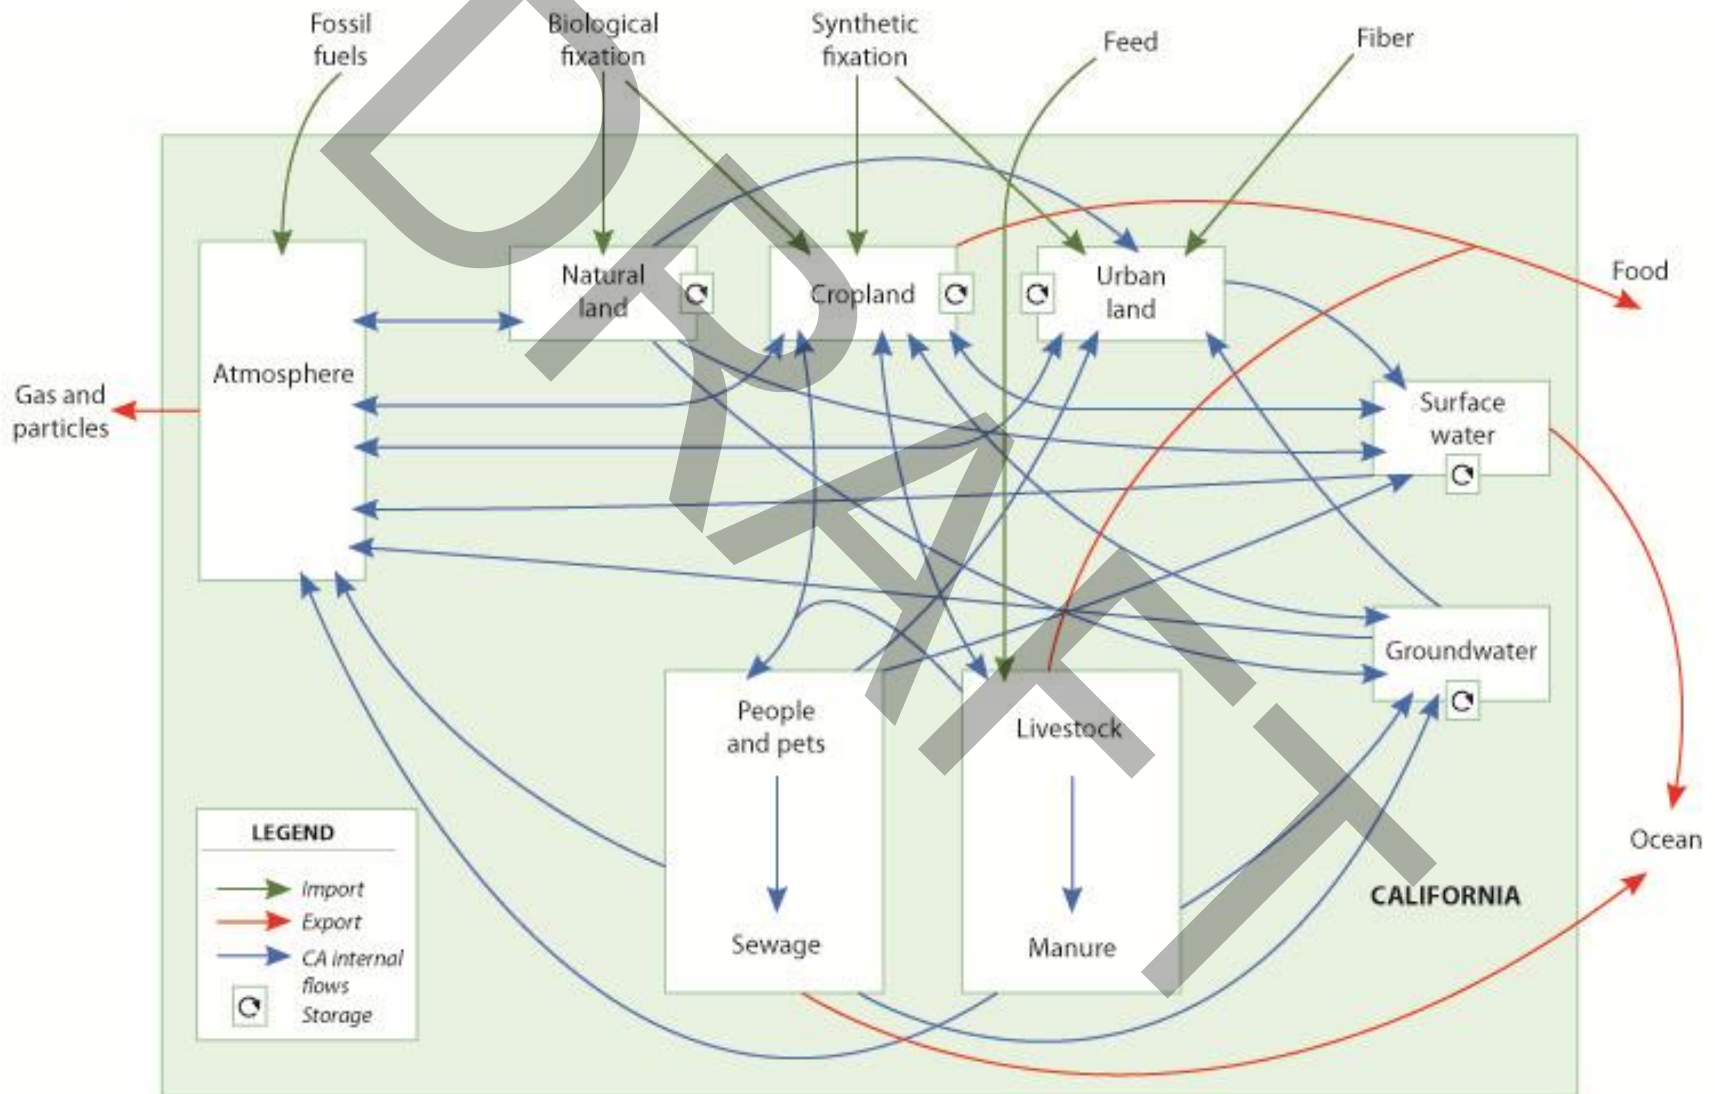 Fossil
fuels
Biological
fixation
Synthetic
fixation
Feed
Fiber
Natural
land
Cropland
Urban
land
Food
Atmosphere
Gas and
particles
Surface
water
Groundwater
People
and pets
Livestock
Sewage
Manure
Ocean
CALIFORNIA
LEGEND
Import
Export
CA internal
flows
Storage
DRAFT